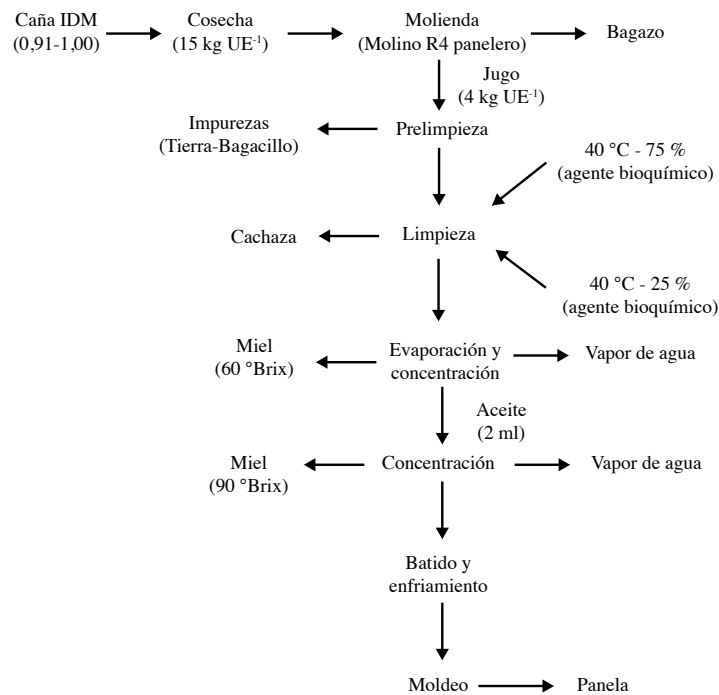 Caña IDM
(0,91-1,00)
Cosecha
(15 kg UE⁻¹)
Molienda
(Molino R4 panelero)
Bagazo
Jugo
(4 kg UE⁻¹)
Impurezas
(Tierra-Bagacillo)
Prelimpieza
40 °C - 75 %
(agente bioquímico)
Cachaza
Limpieza
40 °C - 25 %
(agente bioquímico)
Miel
(60 °Brix)
Evaporación y
concentración
Vapor de agua
Aceite
(2 ml)
Miel
(90 °Brix)
Concentración
Vapor de agua
Batido y
enfriamiento
Moldeo
Panela